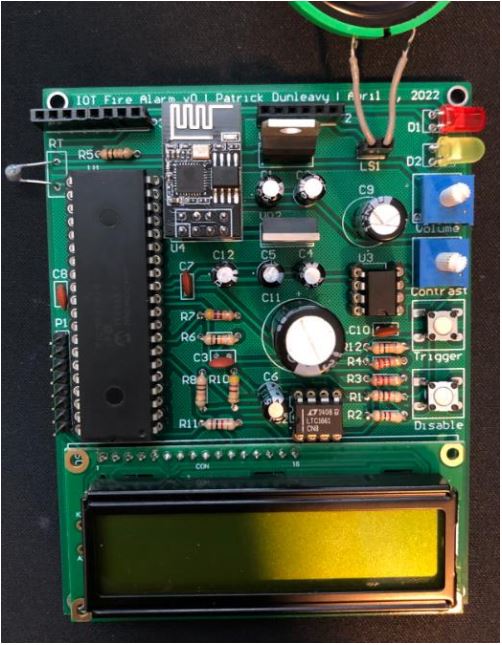 IOT Fire Alarm v0 | Patrick Dunleavy | April
, 2022
D1
RT
R5
LS1
D2
C9
Volume
U4
C12
C5
C4
U3
C8
C7
Contrast
C11
P1
R7
C10
R12
Trigger
R6
R4
C3
R3
R8
R10
C6
R1
Disable
LTC1661
CN8
R11
R2
1
CON
16
K
A